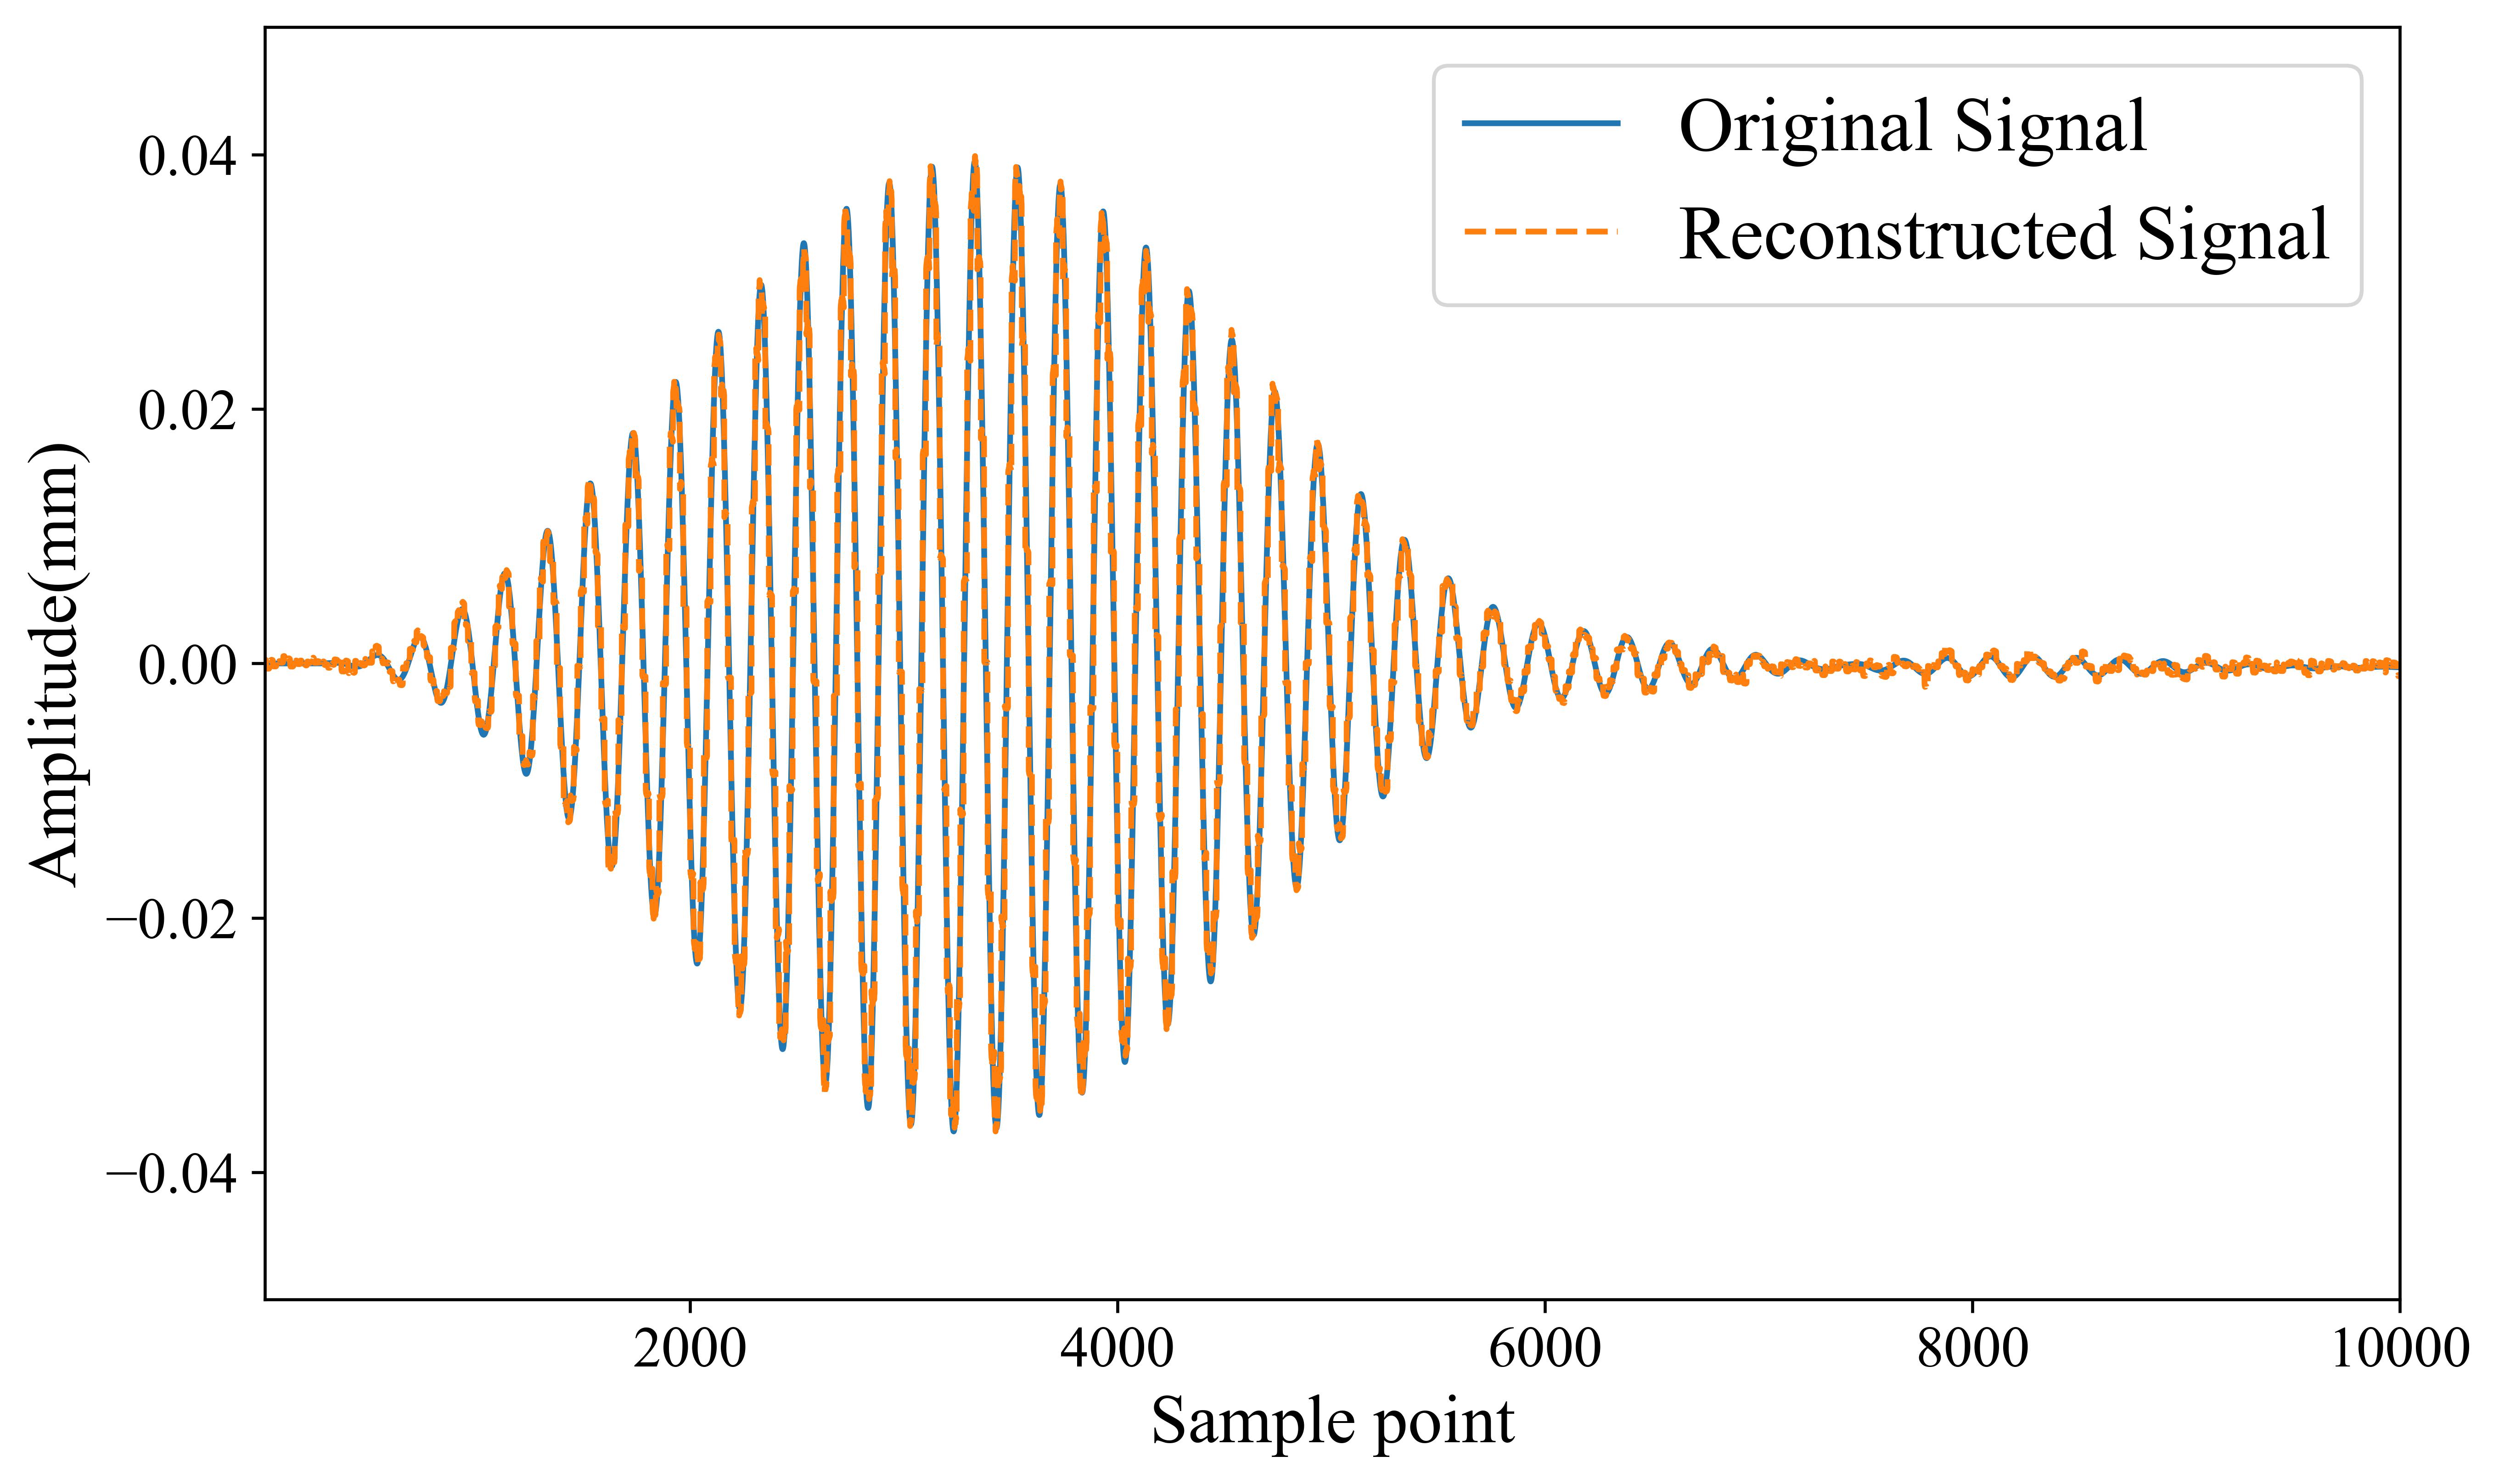 Original Signal
Reconstructed Signal
Amplitude(mm)
0.04
0.02
0.00
−0.02
−0.04
2000 4000 6000 8000 10000
Sample point